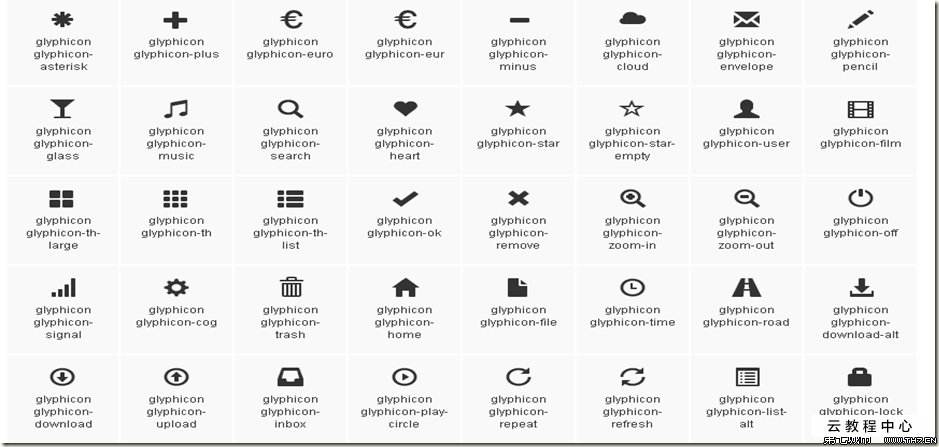 glyphicon
glyphicon-
asterisk
glyphicon
glyphicon-plus
glyphicon
glyphicon-euro
glyphicon
glyphicon-eur
glyphicon
glyphicon-
minus
glyphicon
glyphicon-
cloud
glyphicon
glyphicon-
envelope
glyphicon
glyphicon-
pencil
glyphicon
glyphicon-
glass
glyphicon
glyphicon-
music
glyphicon
glyphicon-
search
glyphicon
glyphicon-
heart
glyphicon
glyphicon-star
glyphicon
glyphicon-star-
empty
glyphicon
glyphicon-user
glyphicon
glyphicon-film
glyphicon
glyphicon-th-
large
glyphicon
glyphicon-th
glyphicon
glyphicon-th-
list
glyphicon
glyphicon-ok
glyphicon
glyphicon-
remove
glyphicon
glyphicon-
zoom-in
glyphicon
glyphicon-
zoom-out
glyphicon
glyphicon-off
glyphicon
glyphicon-
signal
glyphicon
glyphicon-cog
glyphicon
glyphicon-
trash
glyphicon
glyphicon-
home
glyphicon
glyphicon-file
glyphicon
glyphicon-time
glyphicon
glyphicon-road
glyphicon
glyphicon-
download-alt
glyphicon
glyphicon-
download
glyphicon
glyphicon-
upload
glyphicon
glyphicon-
inbox
glyphicon
glyphicon-play-
circle
glyphicon
glyphicon-
repeat
glyphicon
glyphicon-
refresh
glyphicon
glyphicon-list-
alt
glyphicon
glyphicon-lock
云教程中心